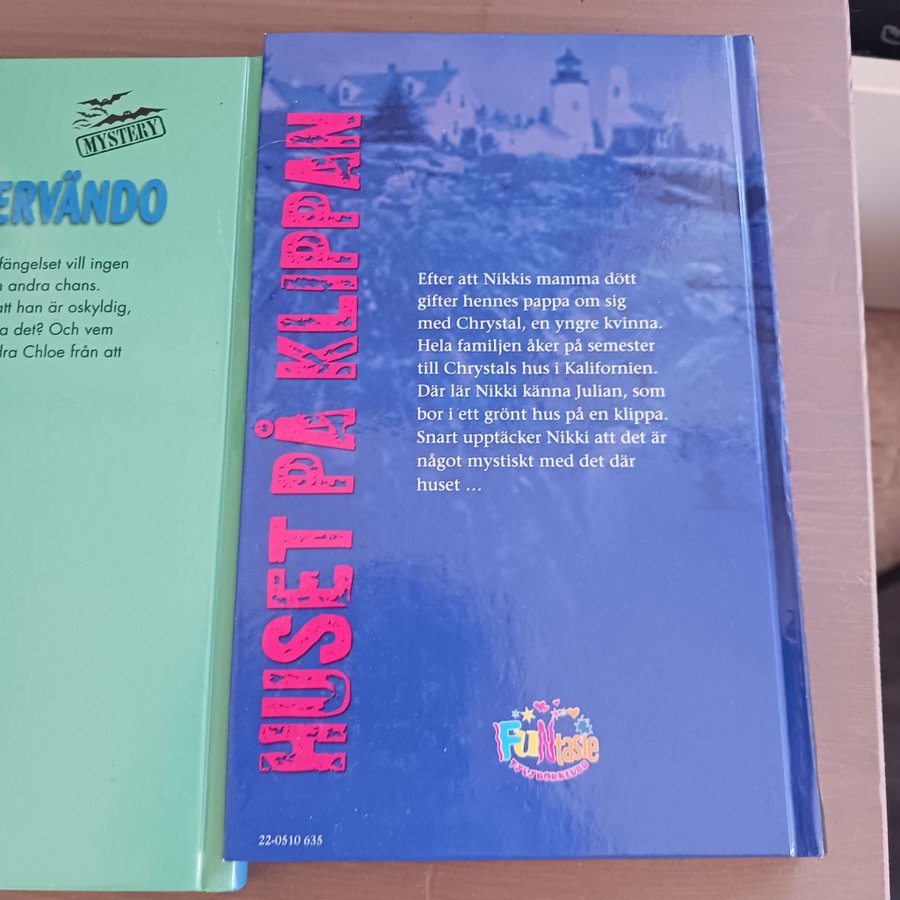 MYSTERY
ERVÄNDO
fängelset vill ingen
andra chans.
att han är oskyldig,
det? Och vem
Chloe från att
HUSET PÅ KLIPPAN
Efter att Nikkis mamma dött
gifter hennes pappa om sig
med Chrystal, en yngre kvinna.
Hela familjen åker på semester
till Chrystals hus i Kalifornien.
Där lär Nikki känna Julian, som
bor i ett grönt hus på en klippa.
Snart upptäcker Nikki att det är
något mystiskt med det där
huset ...
FuNtasie
TJEJBOKKLUBB
22-0510 635